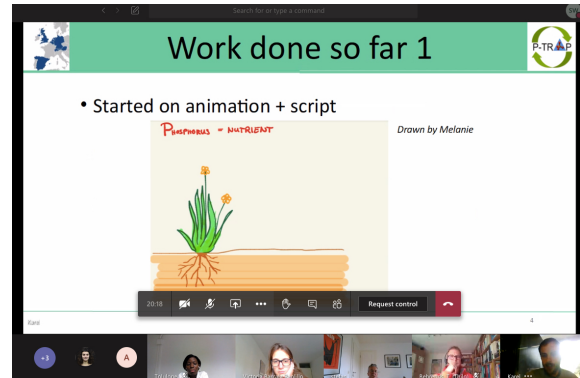 Search for or type a command
Work done so far 1
P-TRAP
• Started on animation + script
PHOSPHORUS = NUTRIENT
Drawn by Melanie
20:18
Request control
Karel
4
+3
A
Karel